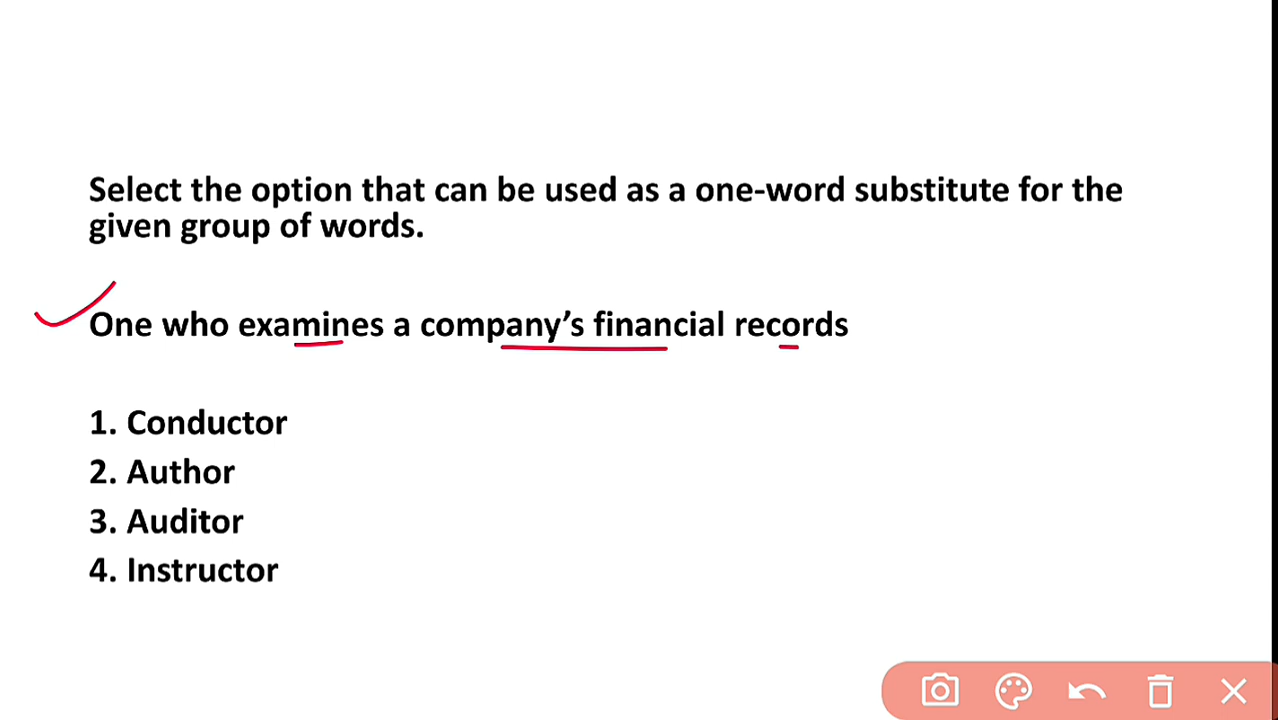 Select the option that can be used as a one-word substitute for the
given group of words.
One who examines a company’s financial records
1. Conductor
2. Author
3. Auditor
4. Instructor